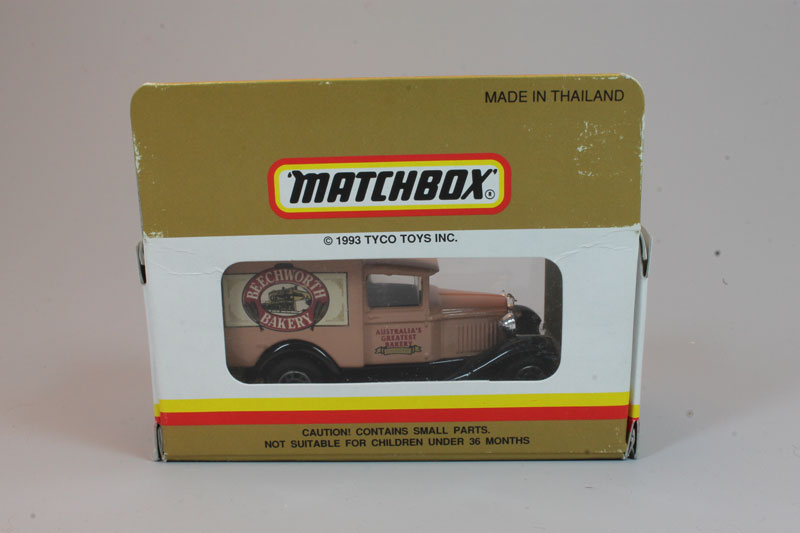 MADE IN THAILAND
'MATCHBOX'®
© 1993 TYCO TOYS INC.
BEECHWORTH
BAKERY
AUSTRALIA'S
GREATEST
BAKERY
CAUTION! CONTAINS SMALL PARTS.
NOT SUITABLE FOR CHILDREN UNDER 36 MONTHS